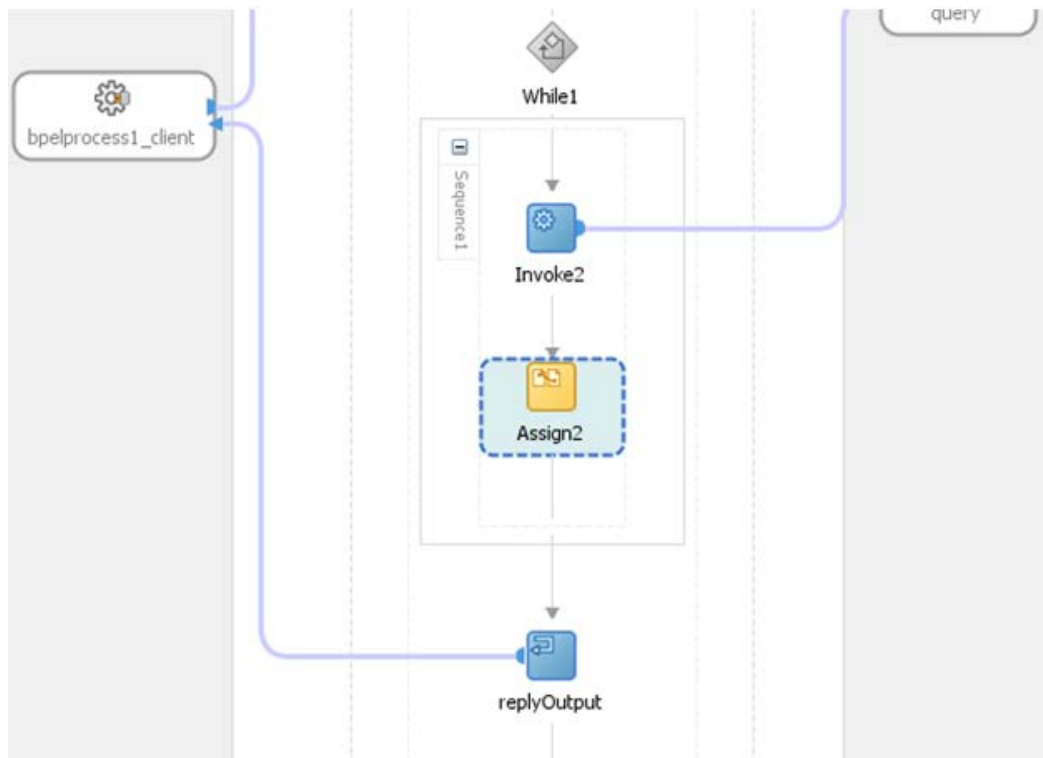 query
While1
bpelprocess1_client
Sequence1
Invoke2
Assign2
replyOutput